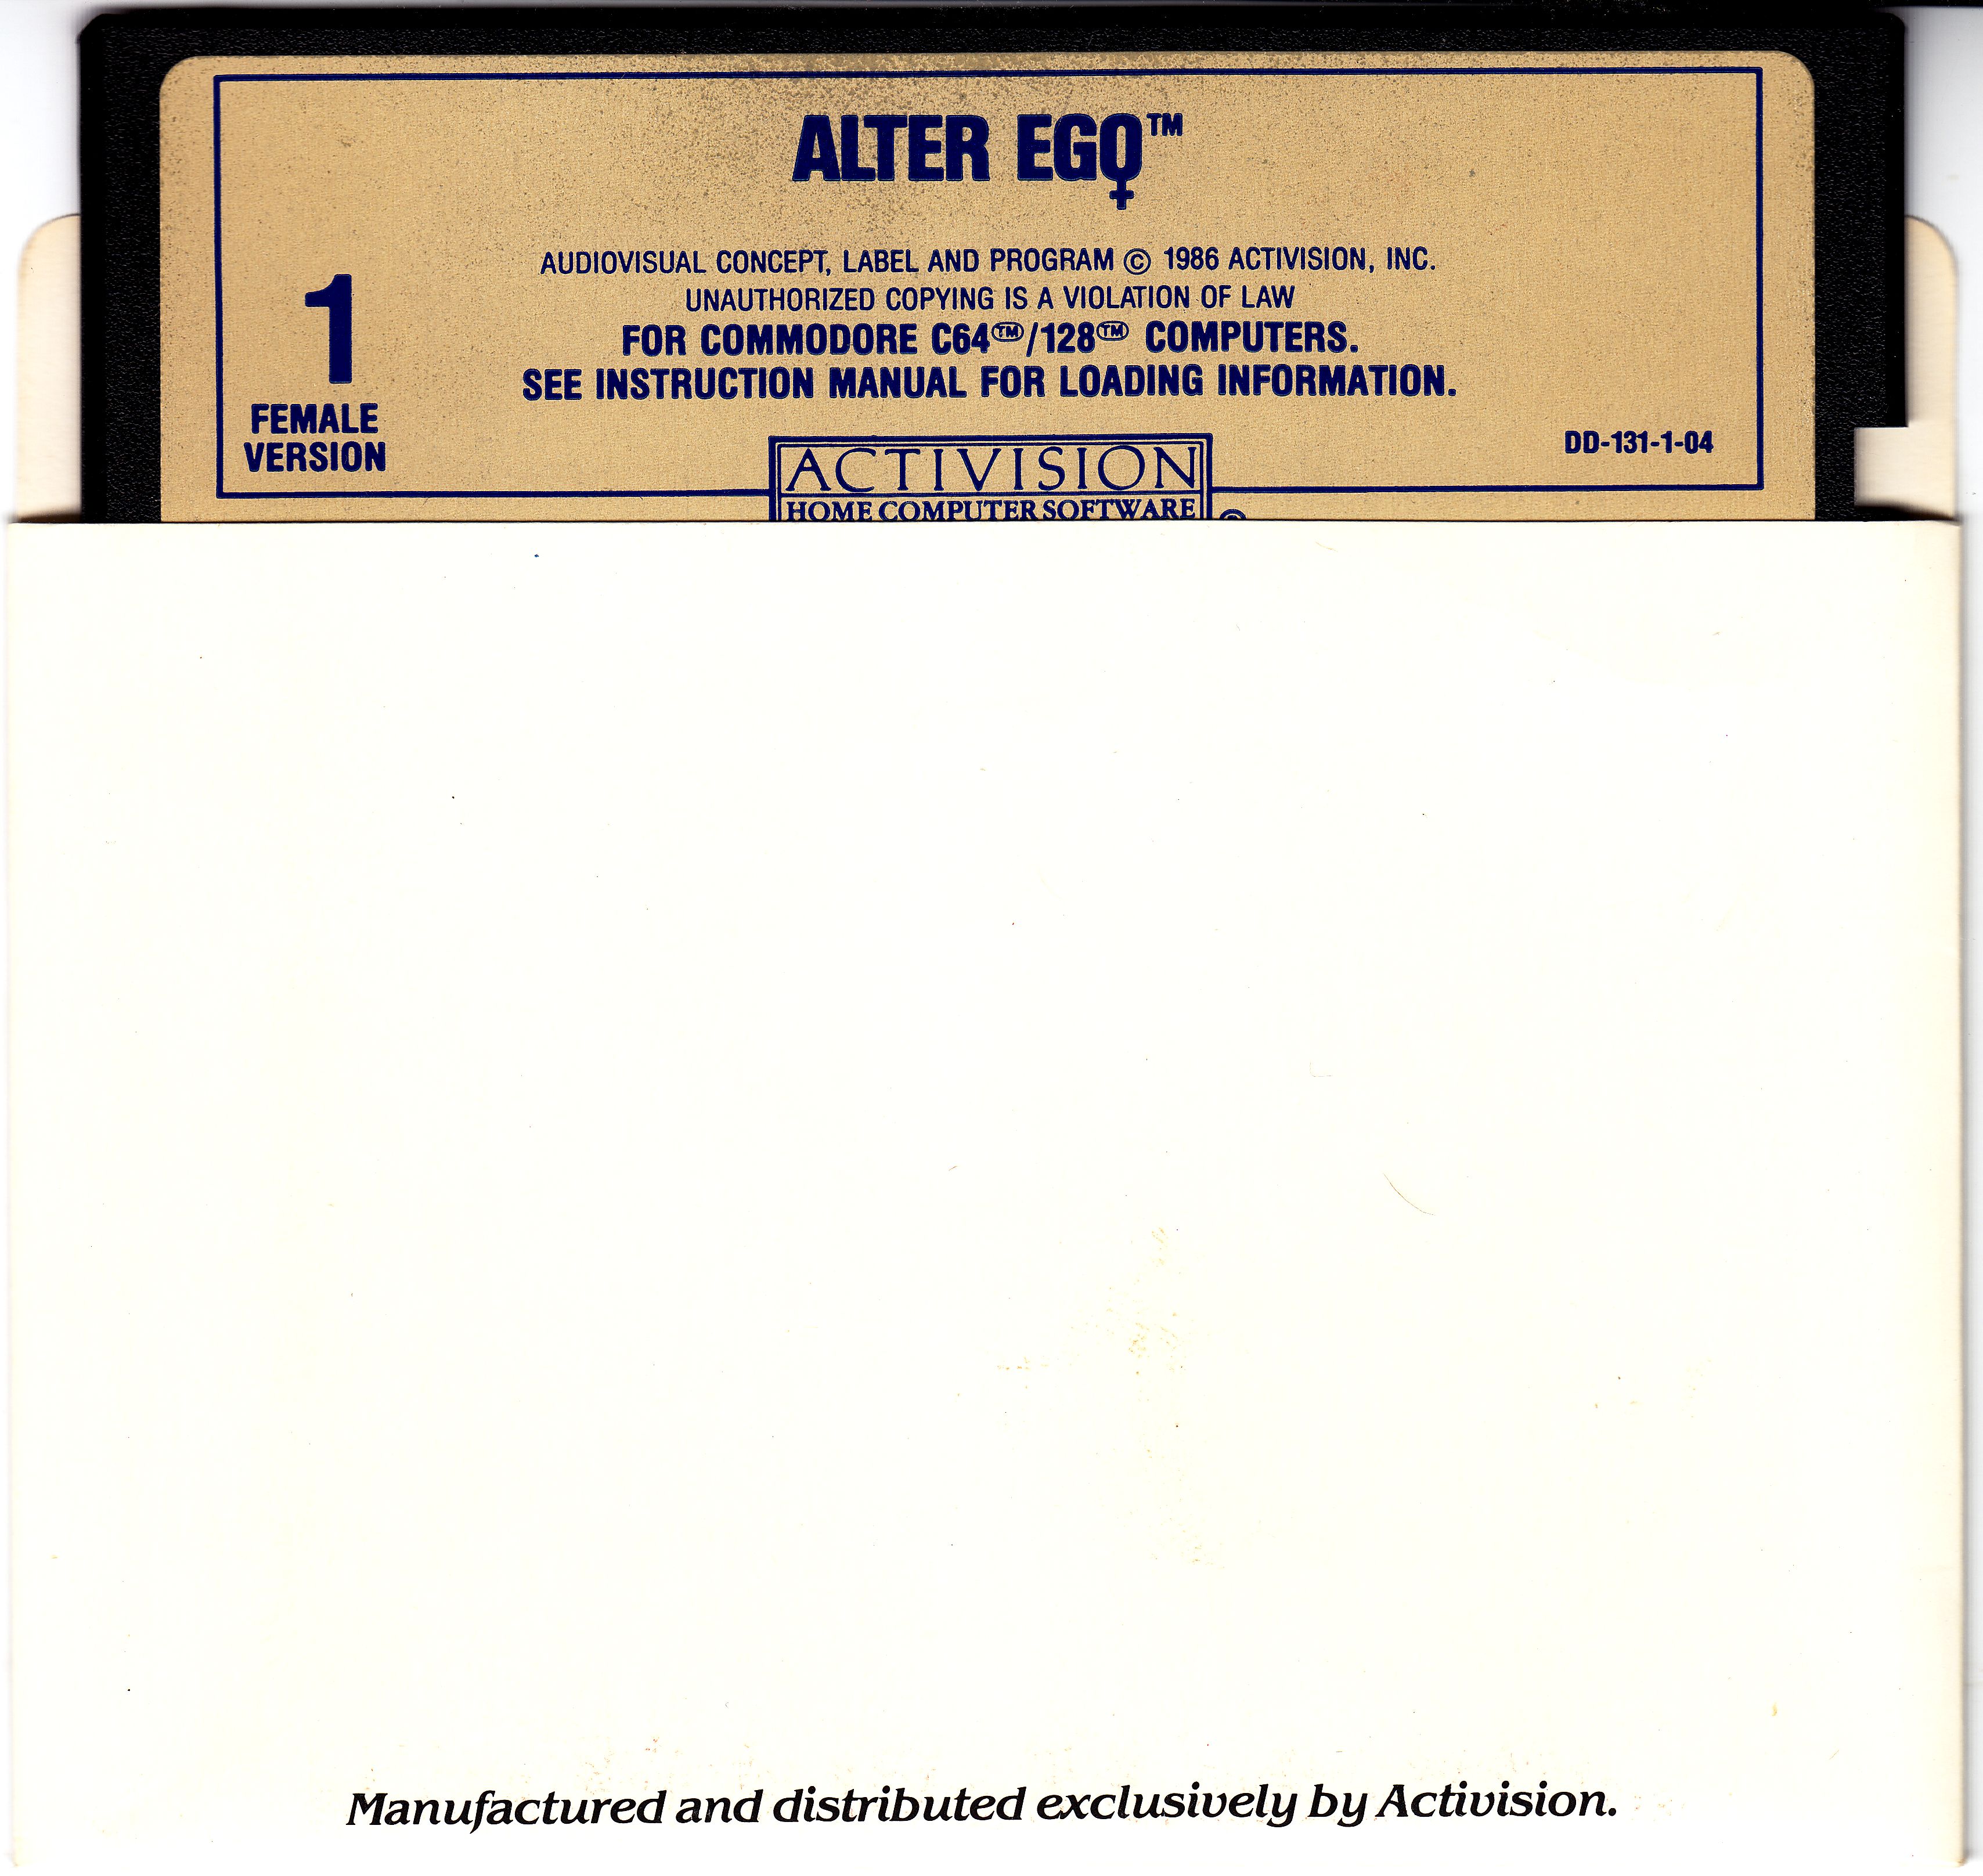 ALTER EGO™
AUDIOVISUAL CONCEPT, LABEL AND PROGRAM © 1986 ACTIVISION, INC.
UNAUTHORIZED COPYING IS A VIOLATION OF LAW
FOR COMMODORE C64™/128™ COMPUTERS.
SEE INSTRUCTION MANUAL FOR LOADING INFORMATION.
1
FEMALE
VERSION
DD-131-1-04
ACTIVISION
HOME COMPUTER SOFTWARE
Manufactured and distributed exclusively by Activision.